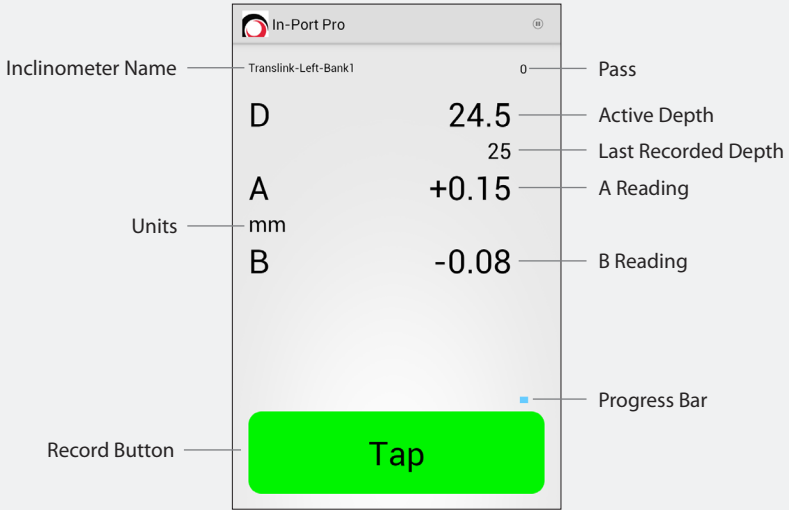 In-Port Pro
Inclinometer Name
Translink-Left-Bank1
0
Pass
D
24.5
Active Depth
25
Last Recorded Depth
A
+0.15
A Reading
Units
mm
B
-0.08
B Reading
Progress Bar
Record Button
Tap